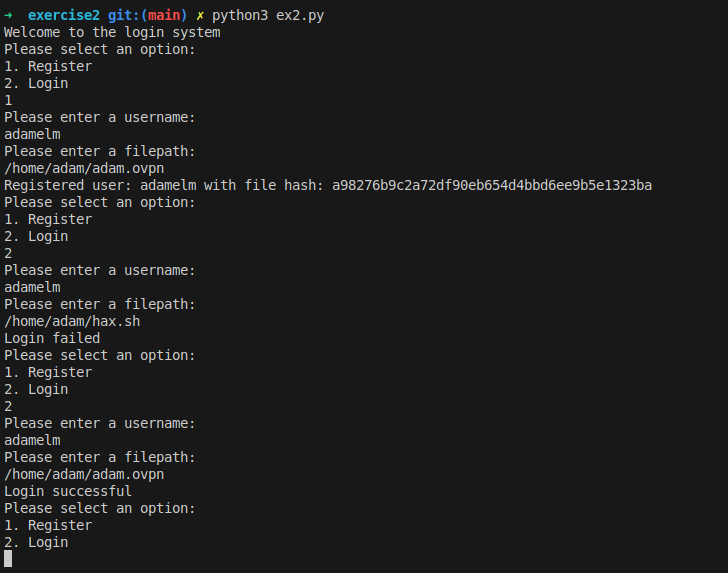 ➜  exercise2 git:(main) ✗ python3 ex2.py
Welcome to the login system
Please select an option:
1. Register
2. Login
1
Please enter a username:
adamelm
Please enter a filepath:
/home/adam/adam.ovpn
Registered user: adamelm with file hash: a98276b9c2a72df90eb654d4bbd6ee9b5e1323ba
Please select an option:
1. Register
2. Login
2
Please enter a username:
adamelm
Please enter a filepath:
/home/adam/hax.sh
Login failed
Please select an option:
1. Register
2. Login
2
Please enter a username:
adamelm
Please enter a filepath:
/home/adam/adam.ovpn
Login successful
Please select an option:
1. Register
2. Login